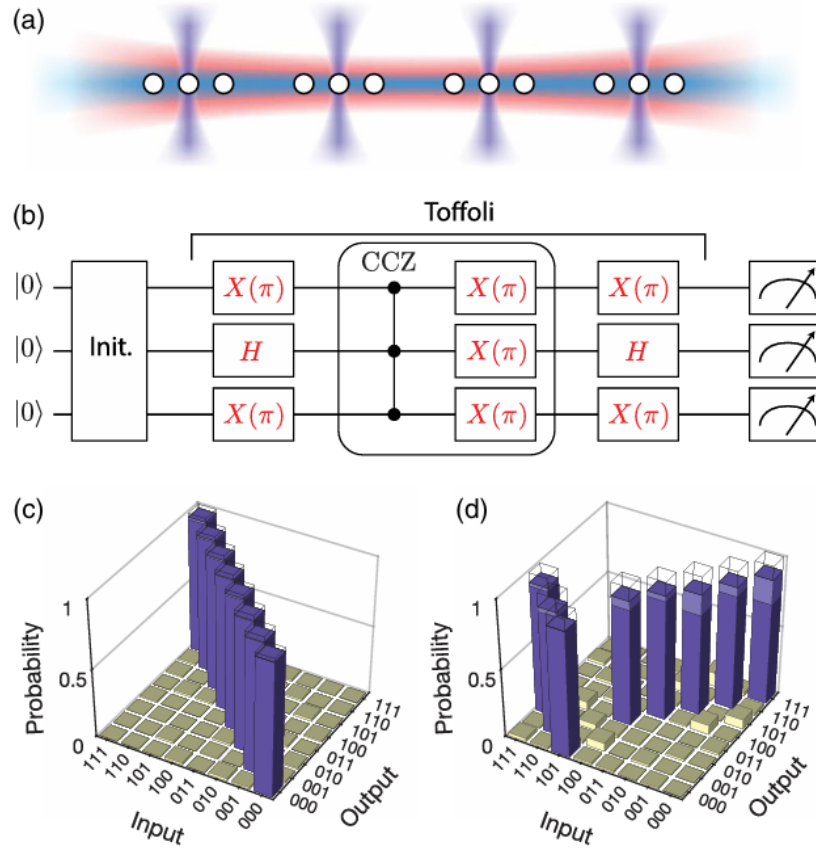 (a)
(b)
Toffoli
|0⟩ Init. X(π) CCZ X(π) X(π)
|0⟩ H X(π) H
|0⟩ X(π) X(π) X(π)
(c)
1
0.5
0
Probability
111 110 101 100 011 010 001 000
Input
000 001 010 011 100 101 110 111
Output
(d)
1
0.5
0
Probability
111 110 101 100 011 010 001 000
Input
000 001 010 011 100 101 110 111
Output